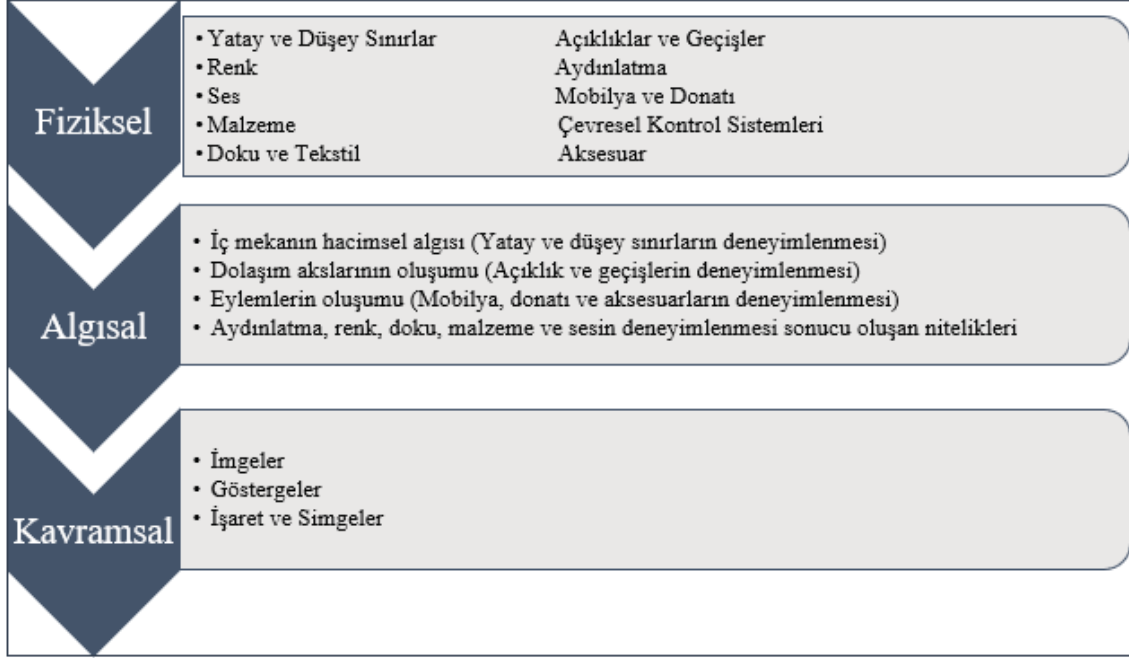 Fiziksel
• Yatay ve Düşey Sınırlar Açıklıklar ve Geçişler
• Renk Aydınlatma
• Ses Mobilya ve Donatı
• Malzeme Çevresel Kontrol Sistemleri
• Doku ve Tekstil Aksesuar
Algısal
• İç mekanın hacimsel algısı (Yatay ve düşey sınırların deneyimlenmesi)
• Dolaşım akslarının oluşumu (Açıklık ve geçişlerin deneyimlenmesi)
• Eylemlerin oluşumu (Mobilya, donatı ve aksesuarların deneyimlenmesi)
• Aydınlatma, renk, doku, malzeme ve sesin deneyimlenmesi sonucu oluşan nitelikleri
Kavramsal
• İmgeler
• Göstergeler
• İşaret ve Simgeler